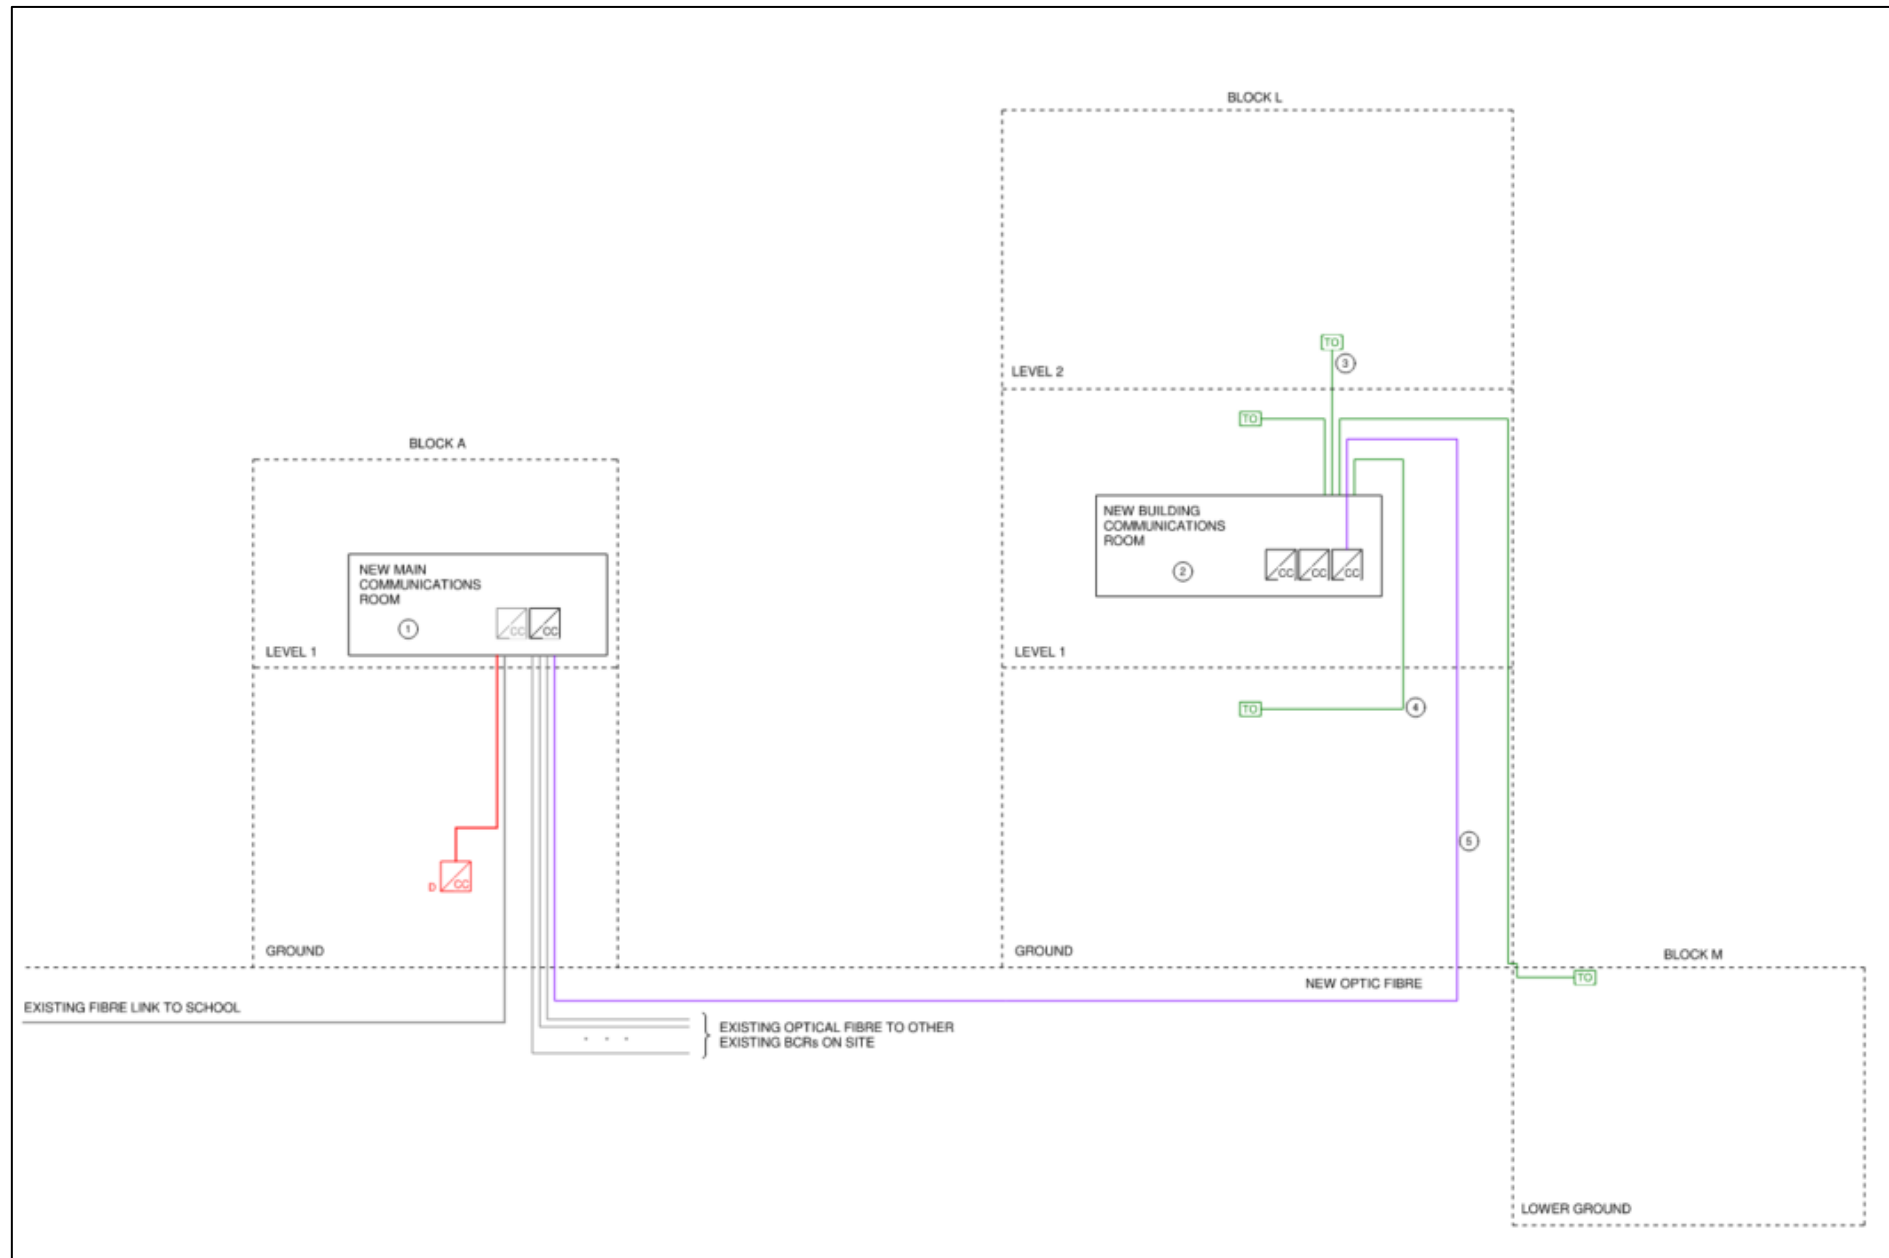 BLOCK L
LEVEL 2
TO
3
TO
BLOCK A
NEW MAIN
COMMUNICATIONS
ROOM
1
CC
CC
LEVEL 1
NEW BUILDING
COMMUNICATIONS
ROOM
2
CC
CC
CC
LEVEL 1
TO
4
5
D
CC
GROUND
GROUND
BLOCK M
TO
NEW OPTIC FIBRE
EXISTING FIBRE LINK TO SCHOOL
EXISTING OPTICAL FIBRE TO OTHER
EXISTING BCRs ON SITE
LOWER GROUND